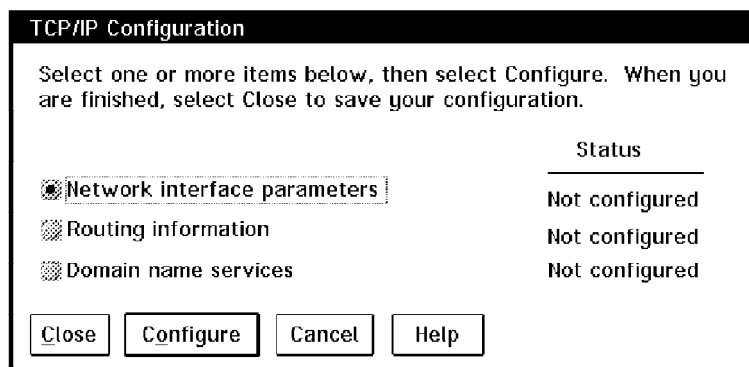 TCP/IP Configuration
Select one or more items below, then select Configure. When you
are finished, select Close to save your configuration.
Status
Network interface parameters Not configured
Routing information Not configured
Domain name services Not configured
Close Configure Cancel Help